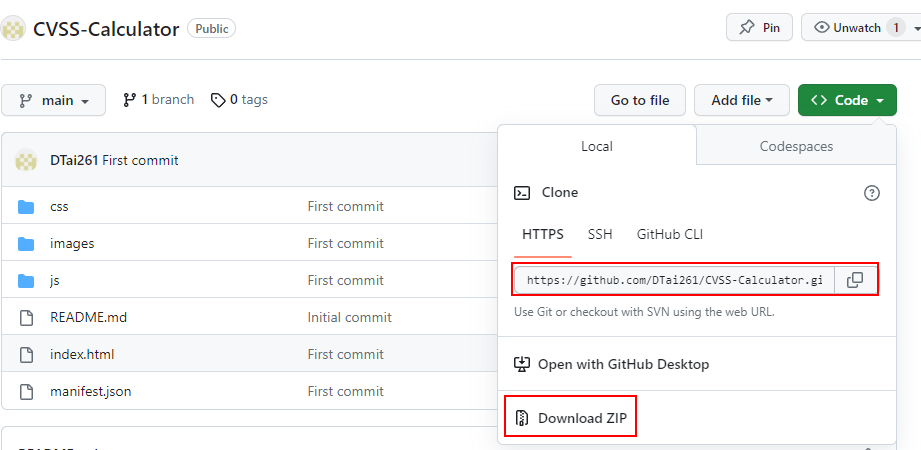 CVSS-Calculator Public Pin Unwatch 1
main 1 branch 0 tags Go to file Add file <> Code
Local Codespaces
DTai261 First commit
Clone
css First commit
HTTPS SSH GitHub CLI
images First commit
js First commit
https://github.com/DTai261/CVSS-Calculator.gi
README.md Initial commit
Use Git or checkout with SVN using the web URL.
index.html First commit
Open with GitHub Desktop
manifest.json First commit
Download ZIP